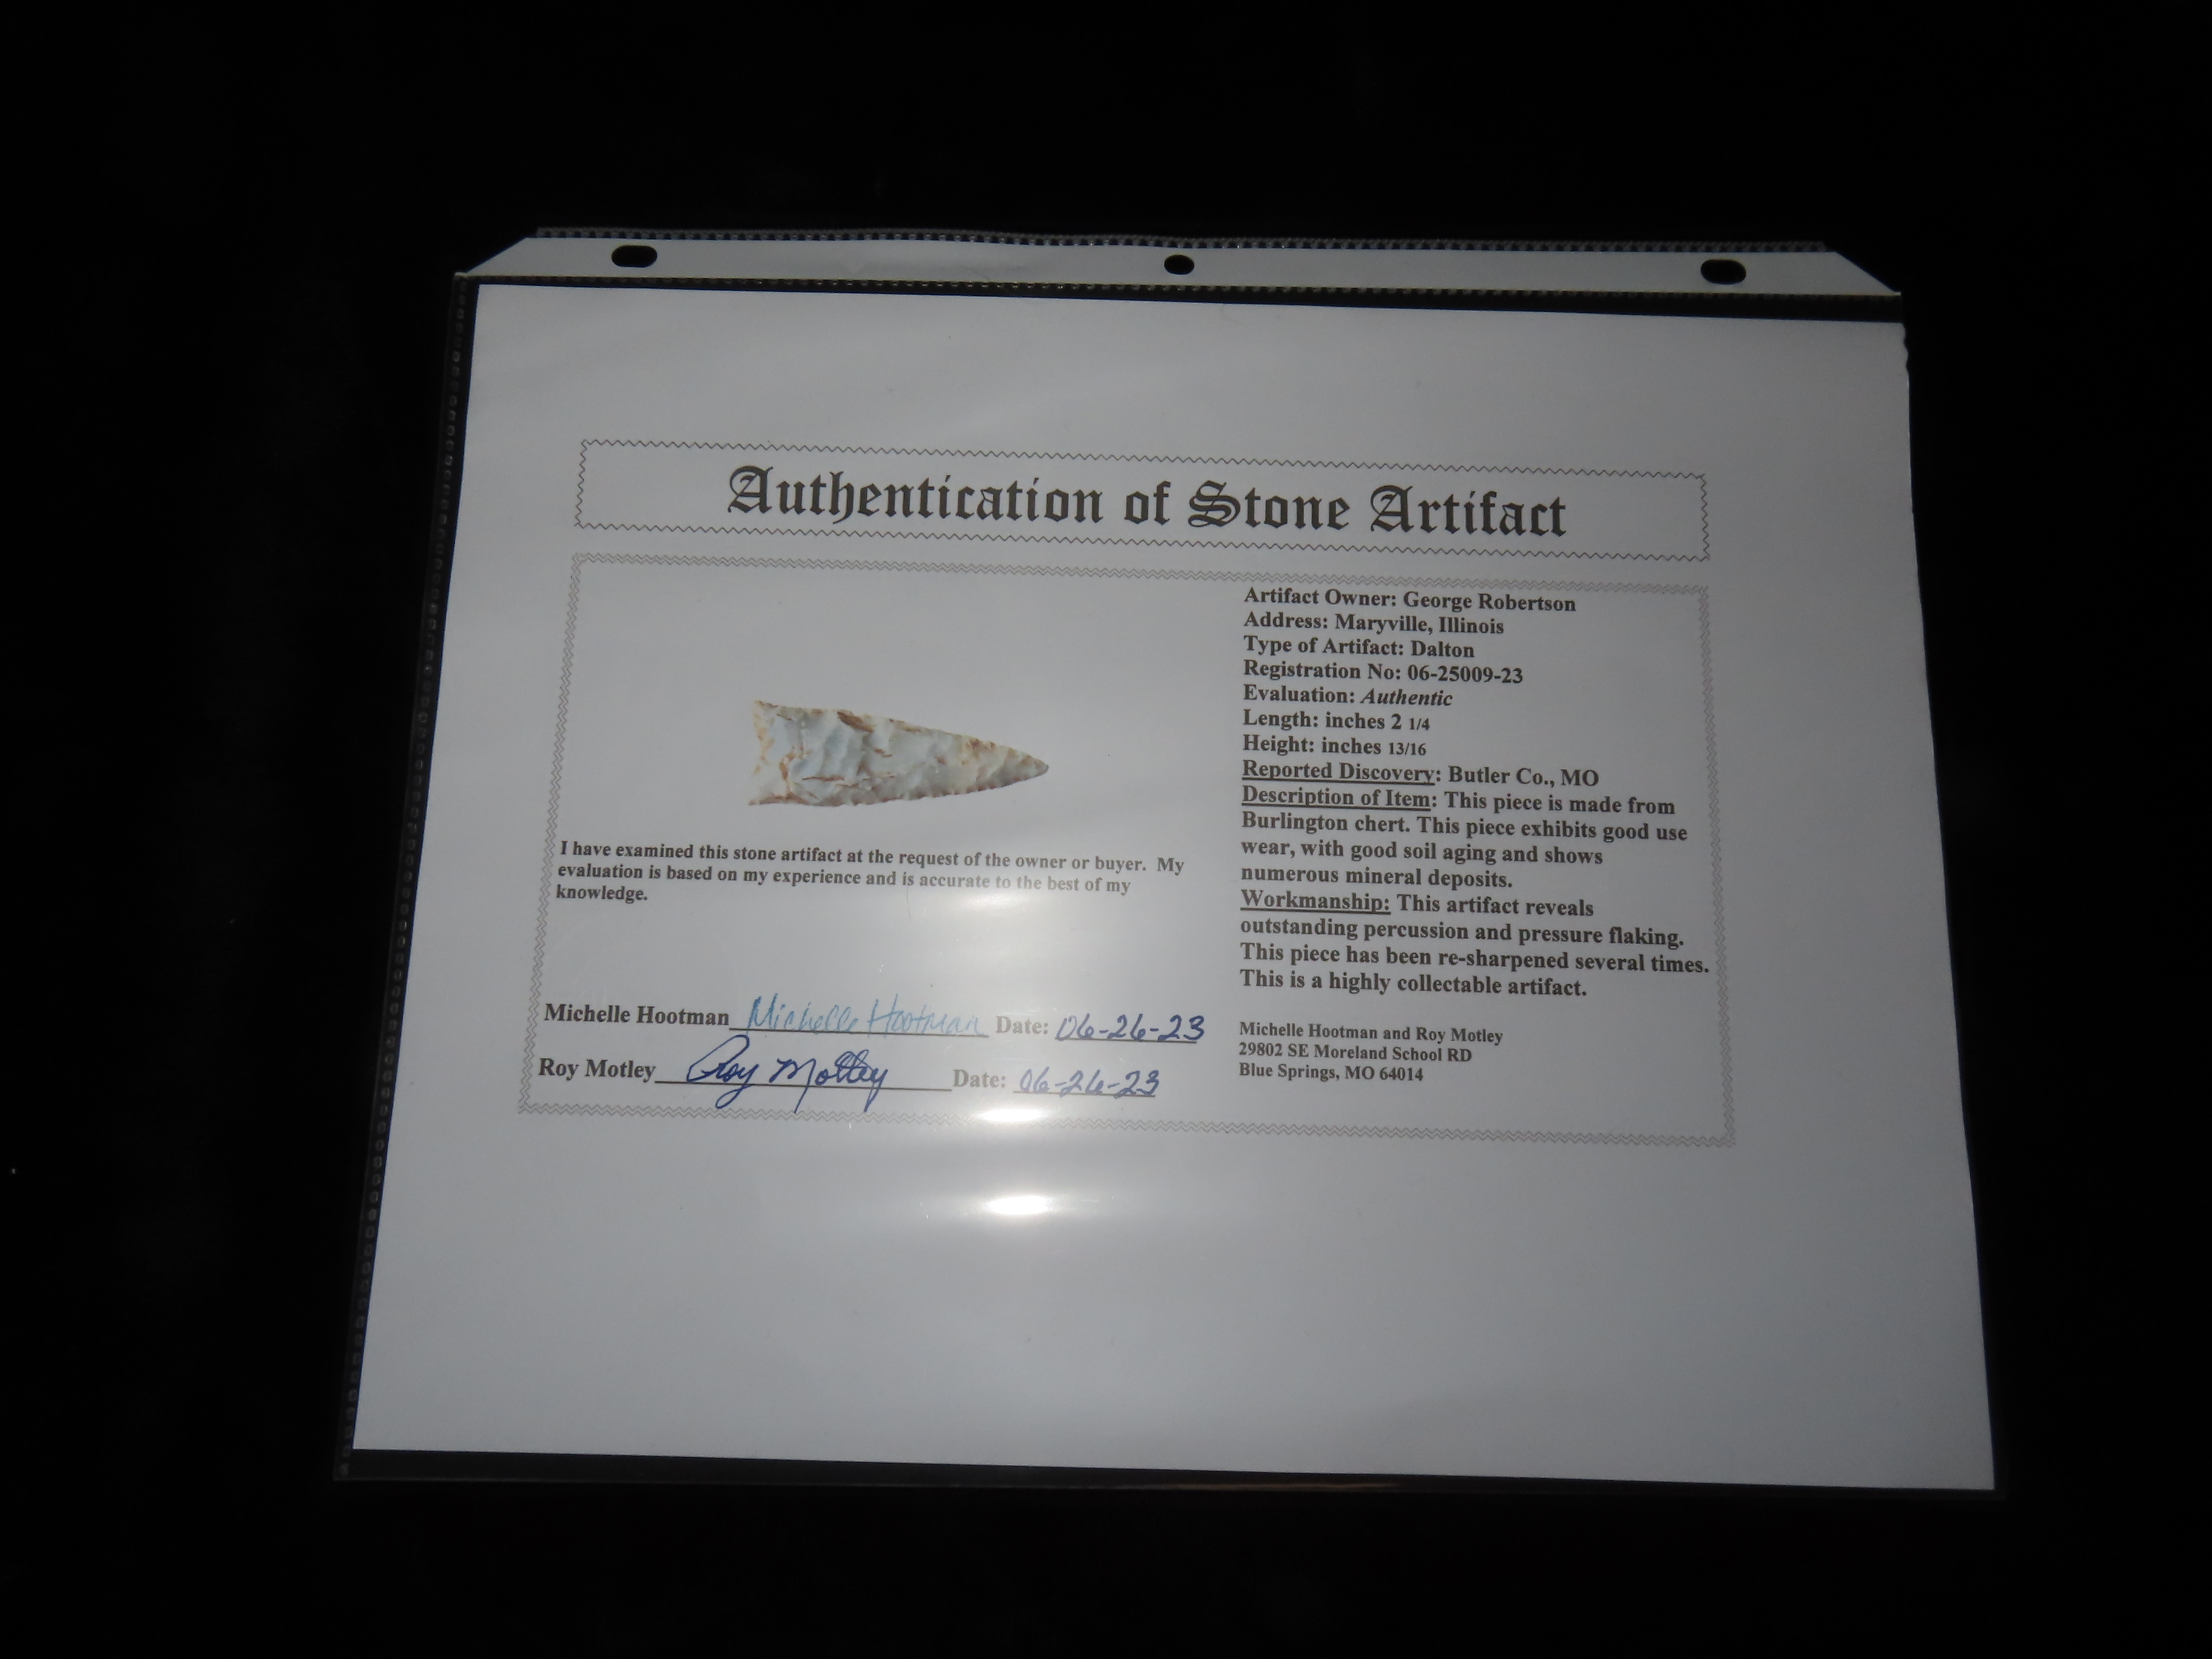 Authentication of Stone Artifact
Artifact Owner: George Robertson
Address: Maryville, Illinois
Type of Artifact: Dalton
Registration No: 06-25009-23
Evaluation: Authentic
Length: inches 2 1/4
Height: inches 13/16
Reported Discovery: Butler Co., MO
Description of Item: This piece is made from
Burlington chert. This piece exhibits good use
wear, with good soil aging and shows
numerous mineral deposits.
Workmanship: This artifact reveals
outstanding percussion and pressure flaking.
This piece has been re-sharpened several times.
This is a highly collectable artifact.
I have examined this stone artifact at the request of the owner or buyer. My
evaluation is based on my experience and is accurate to the best of my
knowledge.
Michelle Hootman Michelle Hootman Date: 06-26-23
Roy Motley Roy Motley Date: 06-26-23
Michelle Hootman and Roy Motley
29802 SE Moreland School RD
Blue Springs, MO 64014